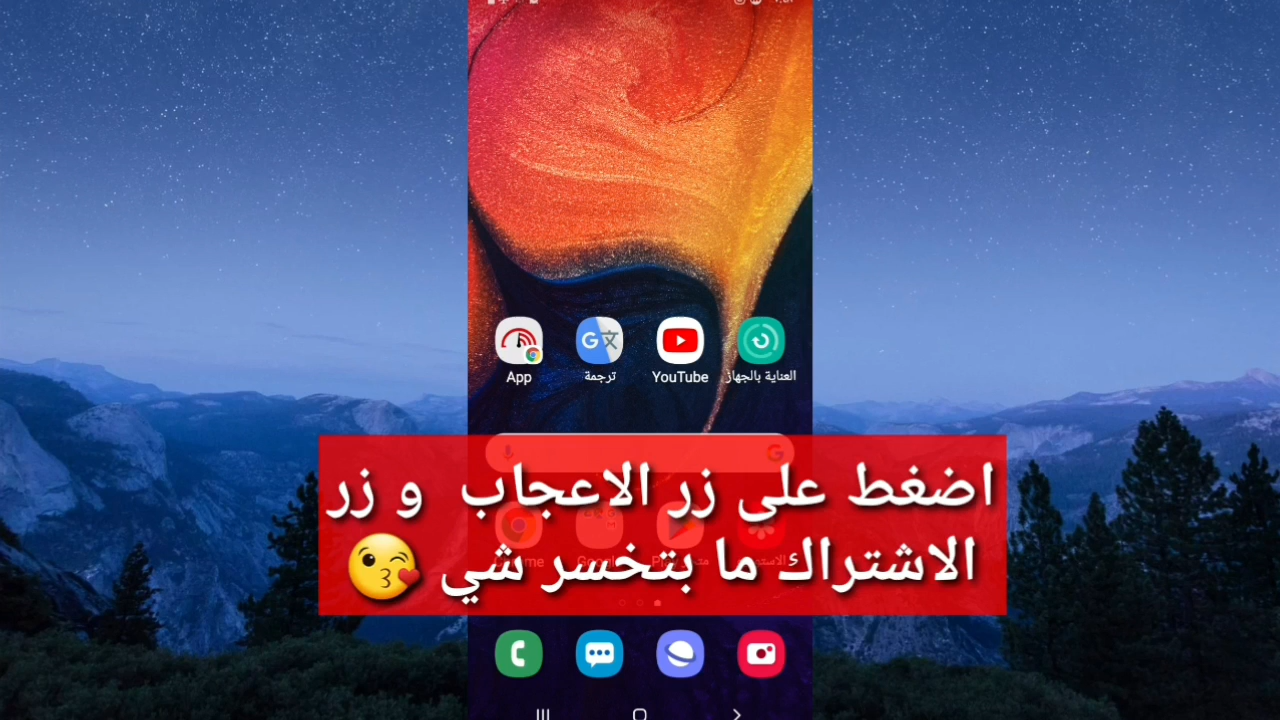 App
ترجمة
YouTube
العناية بالجهاز
اضغط على زر الاعجاب و زر
الاشتراك ما بتخسر شي 😘